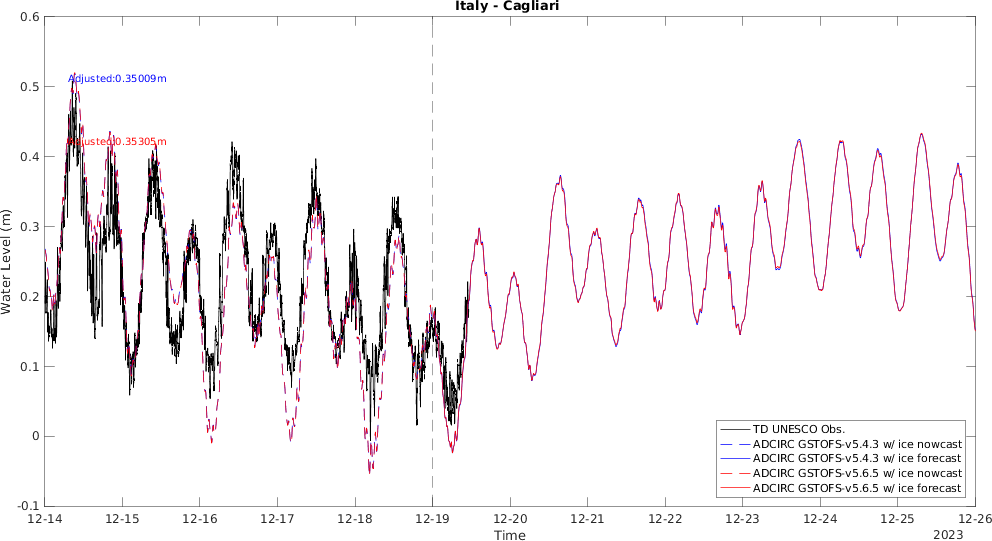 Italy - Cagliari
0.6
0.5
0.4
0.3
0.2
0.1
0
-0.1
Water Level (m)
Adjusted:0.35009m
Adjusted:0.35305m
TD UNESCO Obs.
ADCIRC GSTOFS-v5.4.3 w/ ice nowcast
ADCIRC GSTOFS-v5.4.3 w/ ice forecast
ADCIRC GSTOFS-v5.6.5 w/ ice nowcast
ADCIRC GSTOFS-v5.6.5 w/ ice forecast
12-14 12-15 12-16 12-17 12-18 12-19 12-20 12-21 12-22 12-23 12-24 12-25 12-26
Time
2023